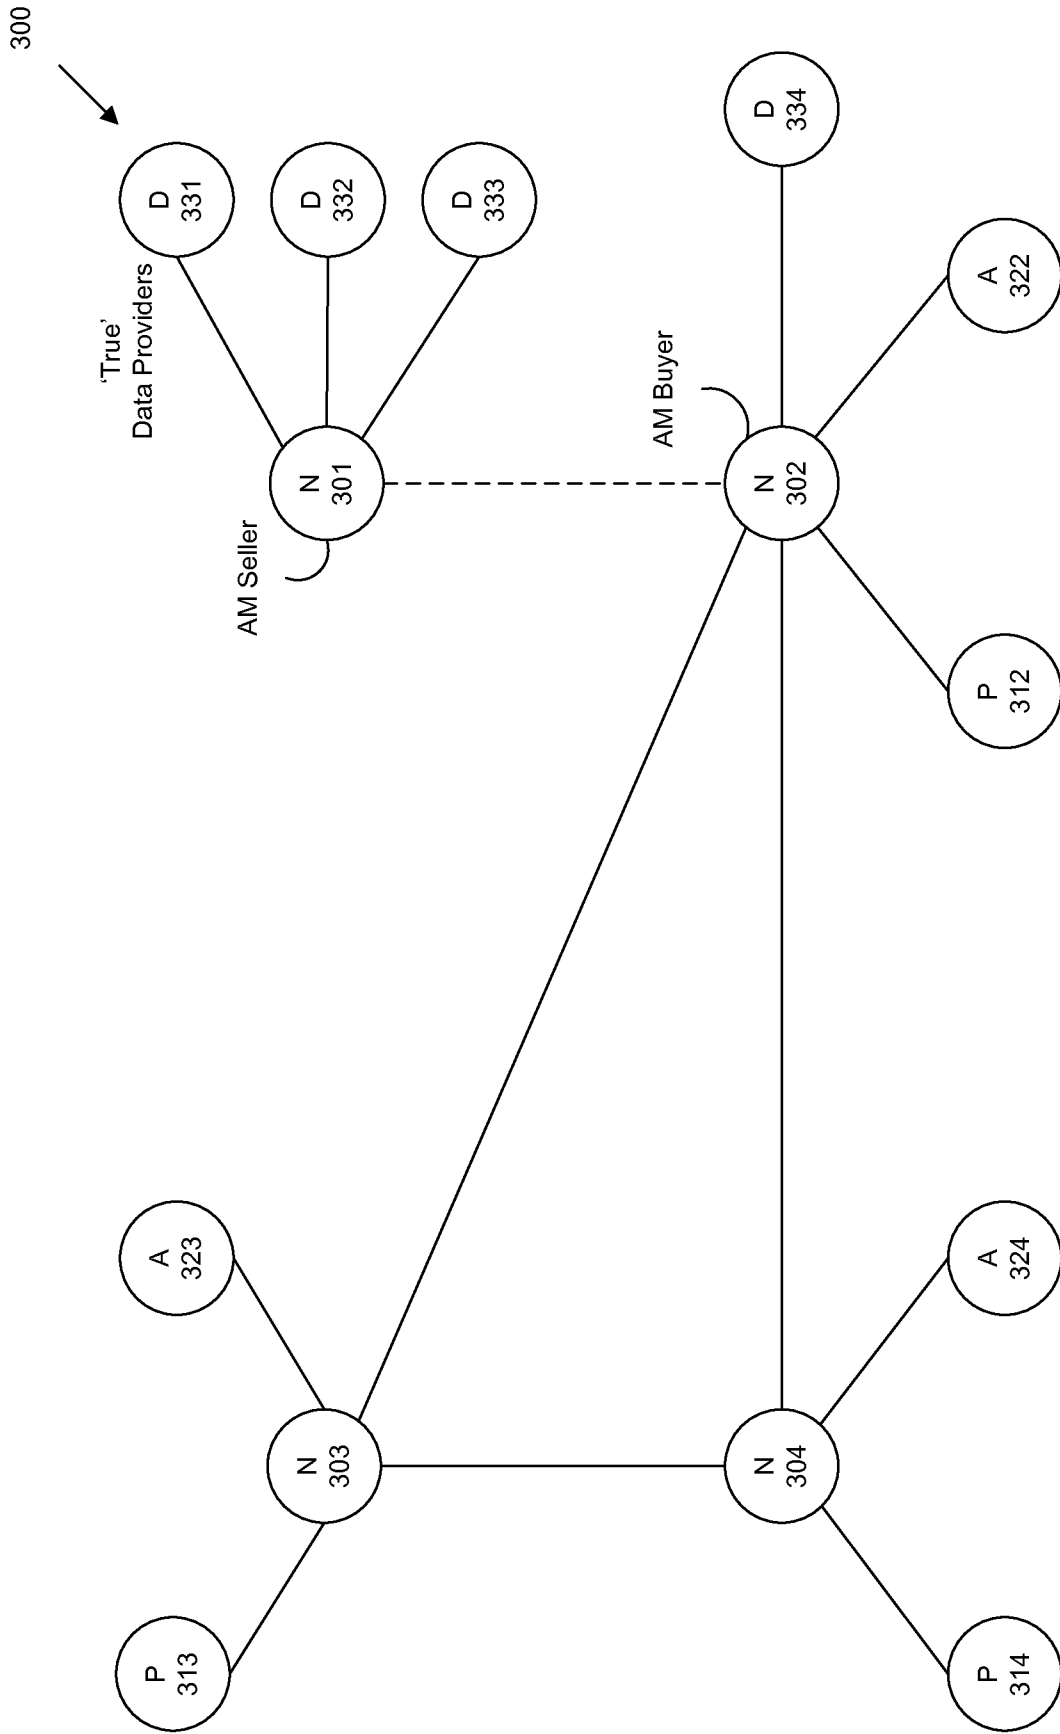 300
D
331
D
332
D
333
'True'
Data Providers
AM Seller
N
301
D
334
A
322
AM Buyer
N
302
P
312
A
323
N
303
P
313
A
324
N
304
P
314